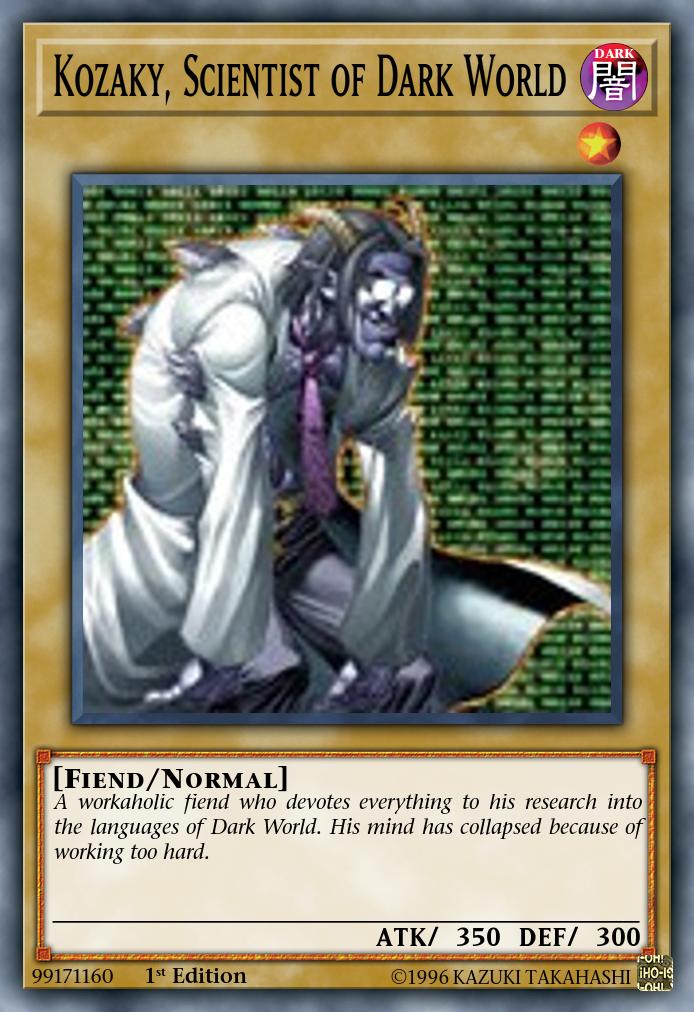 Kozaky, Scientist of Dark World
DARK
闇
[Fiend/Normal]
A workaholic fiend who devotes everything to his research into
the languages of Dark World. His mind has collapsed because of
working too hard.
ATK/ 350 DEF/ 300
99171160 1st Edition ©1996 KAZUKI TAKAHASHI